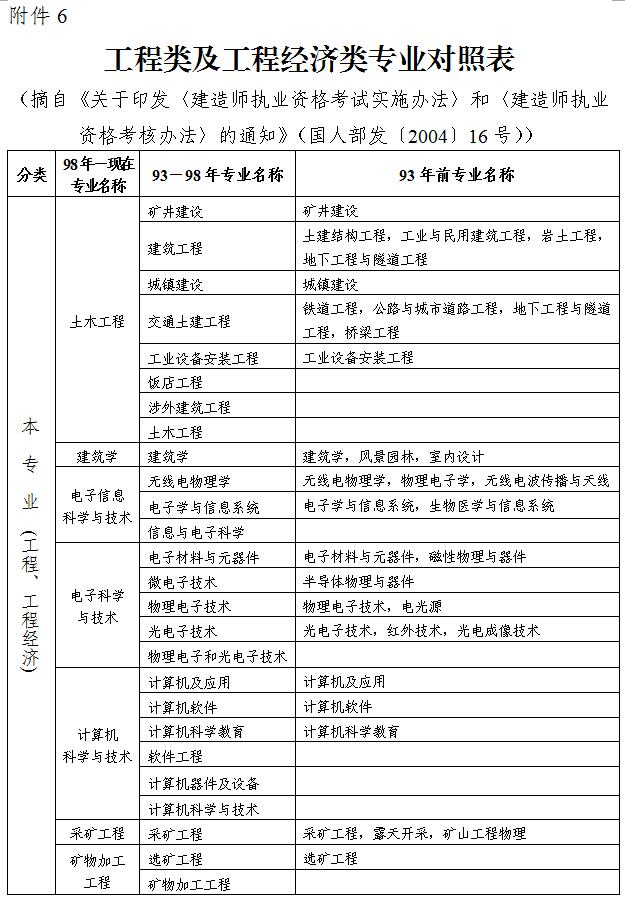 附件 6
工程类及工程经济类专业对照表
（摘自《关于印发〈建造师执业资格考试实施办法〉和〈建造师执业
资格考核办法〉的通知》（国人部发〔2004〕16 号））
分类 98 年—现在 93－98 年专业名称 93 年前专业名称
专业名称
本专业（工程、工程经济）
土木工程
矿井建设 矿井建设
建筑工程 土建结构工程，工业与民用建筑工程，岩土工程，
地下工程与隧道工程
城镇建设 城镇建设
交通土建工程 铁道工程，公路与城市道路工程，地下工程与隧道
工程，桥梁工程
工业设备安装工程 工业设备安装工程
饭店工程
涉外建筑工程
土木工程
建筑学 建筑学 建筑学，风景园林，室内设计
电子信息
科学与技术
无线电物理学 无线电物理学，物理电子学，无线电波传播与天线
电子学与信息系统 电子学与信息系统，生物医学与信息系统
信息与电子科学
电子科学
与技术
电子材料与元器件 电子材料与元器件，磁性物理与器件
微电子技术 半导体物理与器件
物理电子技术 物理电子技术，电光源
光电子技术 光电子技术，红外技术，光电成像技术
物理电子和光电子技术
计算机
科学与技术
计算机及应用 计算机及应用
计算机软件 计算机软件
计算机科学教育 计算机科学教育
软件工程
计算机器件及设备
计算机科学与技术
采矿工程 采矿工程 采矿工程，露天开采，矿山工程物理
矿物加工
工程
选矿工程 选矿工程
矿物加工工程